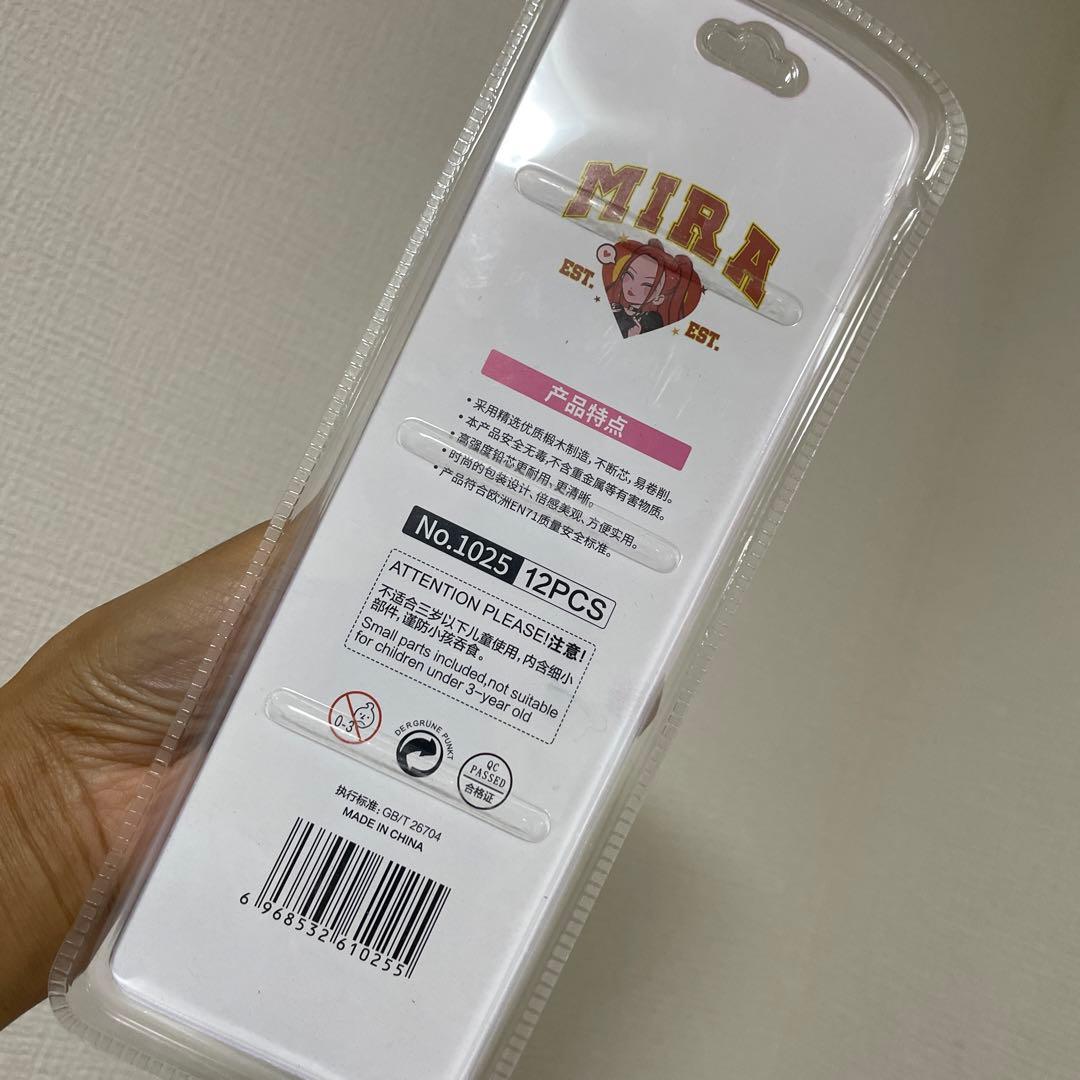 MIRA
EST.
EST.
产品特点
• 采用精选优质椴木制造, 不断芯, 易卷削。
• 本产品安全无毒,不含重金属等有害物质。
• 高强度铅芯更耐用、更清晰。
• 时尚的包装设计、倍感美观、方便实用。
• 产品符合欧洲EN71质量安全标准。
No.1025 12PCS
ATTENTION PLEASE!注意!
不适合三岁以下儿童使用, 内含细小
部件, 谨防小孩吞食。
Small parts included,not suitable
for children under 3-year old
0-3
DER GRÜNE PUNKT
QC
PASSED
合格证
执行标准: GB/T 26704
MADE IN CHINA
6 968532 610255